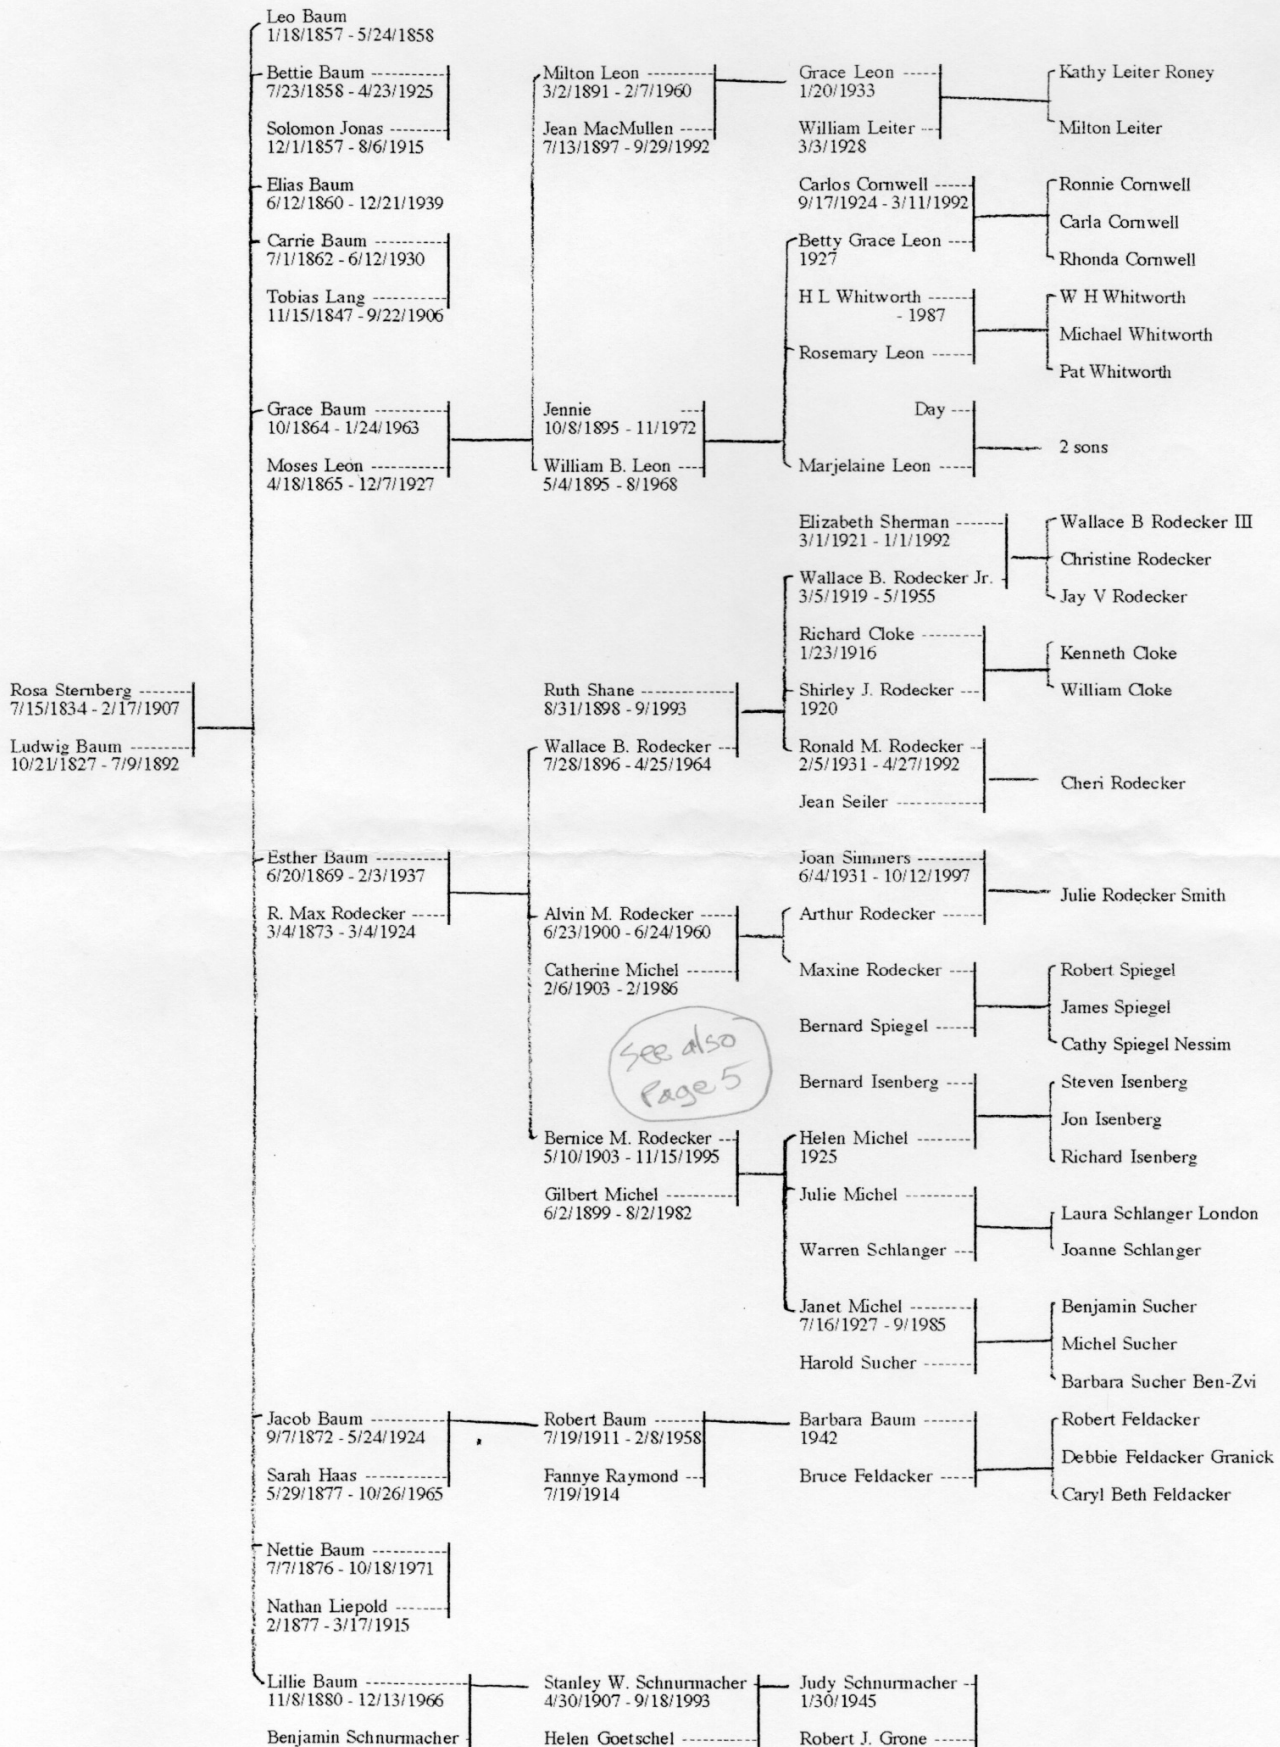 Leo Baum
1/18/1857 - 5/24/1858
Bettie Baum
7/23/1858 - 4/23/1925
Solomon Jonas
12/1/1857 - 8/6/1915
Elias Baum
6/12/1860 - 12/21/1939
Carrie Baum
7/1/1862 - 6/12/1930
Tobias Lang
11/15/1847 - 9/22/1906
Grace Baum
10/1864 - 1/24/1963
Moses Leon
4/18/1865 - 12/7/1927
Rosa Sternberg
7/15/1834 - 2/17/1907
Ludwig Baum
10/21/1827 - 7/9/1892
Esther Baum
6/20/1869 - 2/3/1937
R. Max Rodecker
3/4/1873 - 3/4/1924
Jacob Baum
9/7/1872 - 5/24/1924
Sarah Haas
5/29/1877 - 10/26/1965
Nettie Baum
7/7/1876 - 10/18/1971
Nathan Liepold
2/1877 - 3/17/1915
Lillie Baum
11/8/1880 - 12/13/1966
Benjamin Schnurmacher
Milton Leon
3/2/1891 - 2/7/1960
Jean MacMullen
7/13/1897 - 9/29/1992
Jennie
10/8/1895 - 11/1972
William B. Leon
5/4/1895 - 8/1968
Ruth Shane
8/31/1898 - 9/1993
Wallace B. Rodecker
7/28/1896 - 4/25/1964
Alvin M. Rodecker
6/23/1900 - 6/24/1960
Catherine Michel
2/6/1903 - 2/1986
See also
Page 5
Bernice M. Rodecker
5/10/1903 - 11/15/1995
Gilbert Michel
6/2/1899 - 8/2/1982
Robert Baum
7/19/1911 - 2/8/1958
Fannye Raymond
7/19/1914
Stanley W. Schnurmacher
4/30/1907 - 9/18/1993
Helen Goetschel
Grace Leon
1/20/1933
William Leiter
3/3/1928
Carlos Cornwell
9/17/1924 - 3/11/1992
Betty Grace Leon
1927
H L Whitworth
- 1987
Rosemary Leon
Day
Marjelaine Leon
Elizabeth Sherman
3/1/1921 - 1/1/1992
Wallace B. Rodecker Jr.
3/5/1919 - 5/1955
Richard Cloke
1/23/1916
Shirley J. Rodecker
1920
Ronald M. Rodecker
2/5/1931 - 4/27/1992
Jean Seiler
Joan Simmers
6/4/1931 - 10/12/1997
Arthur Rodecker
Maxine Rodecker
Bernard Spiegel
Bernard Isenberg
Helen Michel
1925
Julie Michel
Warren Schlanger
Janet Michel
7/16/1927 - 9/1985
Harold Sucher
Barbara Baum
1942
Bruce Feldacker
Judy Schnurmacher
1/30/1945
Robert J. Grone
Kathy Leiter Roney
Milton Leiter
Ronnie Cornwell
Carla Cornwell
Rhonda Cornwell
W H Whitworth
Michael Whitworth
Pat Whitworth
2 sons
Wallace B Rodecker III
Christine Rodecker
Jay V Rodecker
Kenneth Cloke
William Cloke
Cheri Rodecker
Julie Rodecker Smith
Robert Spiegel
James Spiegel
Cathy Spiegel Nessim
Steven Isenberg
Jon Isenberg
Richard Isenberg
Laura Schlanger London
Joanne Schlanger
Benjamin Sucher
Michel Sucher
Barbara Sucher Ben-Zvi
Robert Feldacker
Debbie Feldacker Granick
Caryl Beth Feldacker